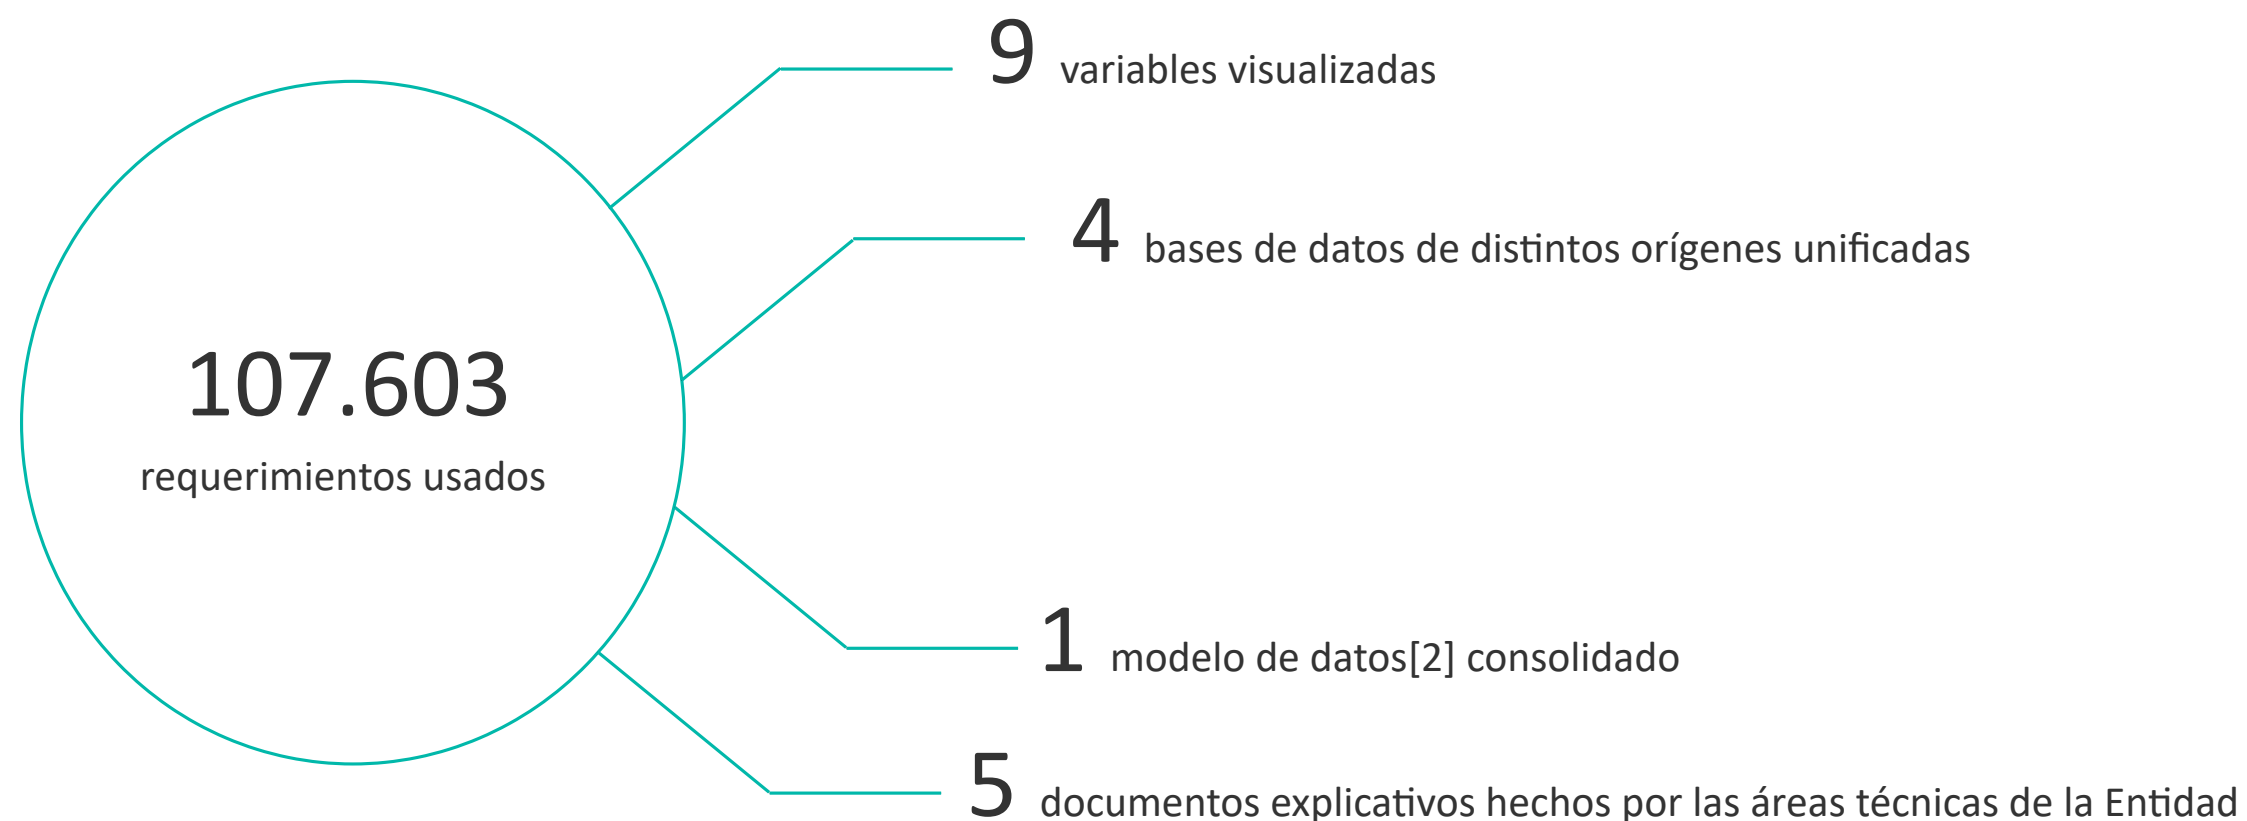 9 variables visualizadas
4 bases de datos de distintos orígenes unificadas
107.603
requerimientos usados
1 modelo de datos[2] consolidado
5 documentos explicativos hechos por las áreas técnicas de la Entidad